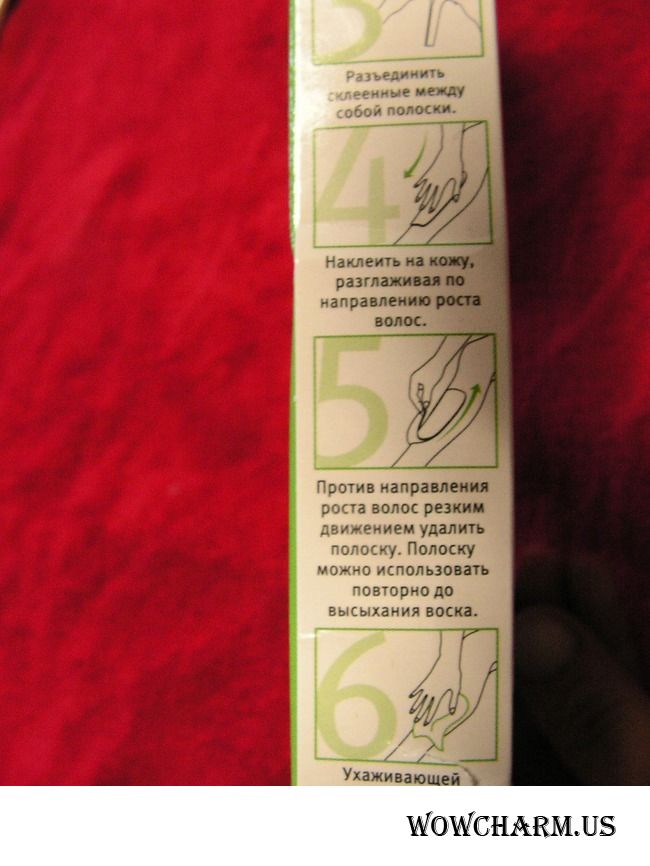 3
Разъединить
склеенные между
собой полоски.
4
Наклеить на кожу,
разглаживая по
направлению роста
волос.
5
Против направления
роста волос резким
движением удалить
полоску. Полоску
можно использовать
повторно до
высыхания воска.
6
Ухаживающей
WOWCHARM.US